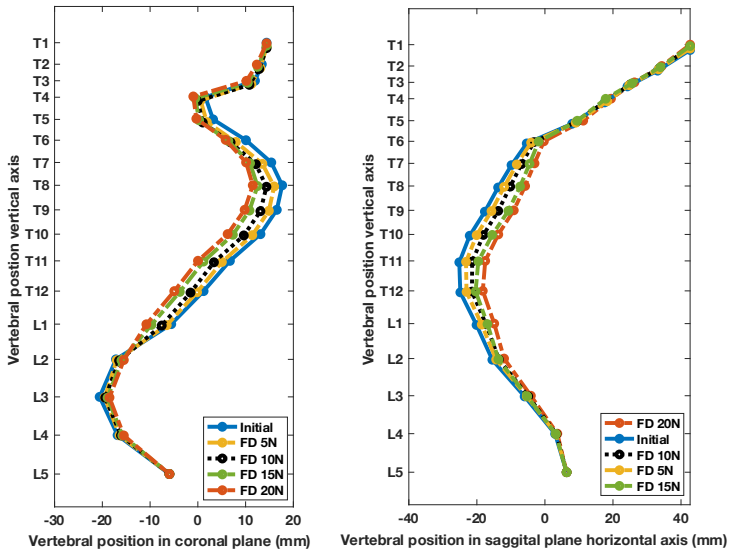 Vertebral postion vertical axis
T1
T2
T3
T4
T5
T6
T7
T8
T9
T10
T11
T12
L1
L2
L3
L4
L5
Initial
FD 5N
FD 10N
FD 15N
FD 20N
-30 -20 -10 0 10 20
Vertebral position in coronal plane (mm)
Vertebral position vertical axis
T1
T2
T3
T4
T5
T6
T7
T8
T9
T10
T11
T12
L1
L2
L3
L4
L5
FD 20N
Initial
FD 10N
FD 5N
FD 15N
-40 -20 0 20 40
Vertebral position in saggital plane horizontal axis (mm)